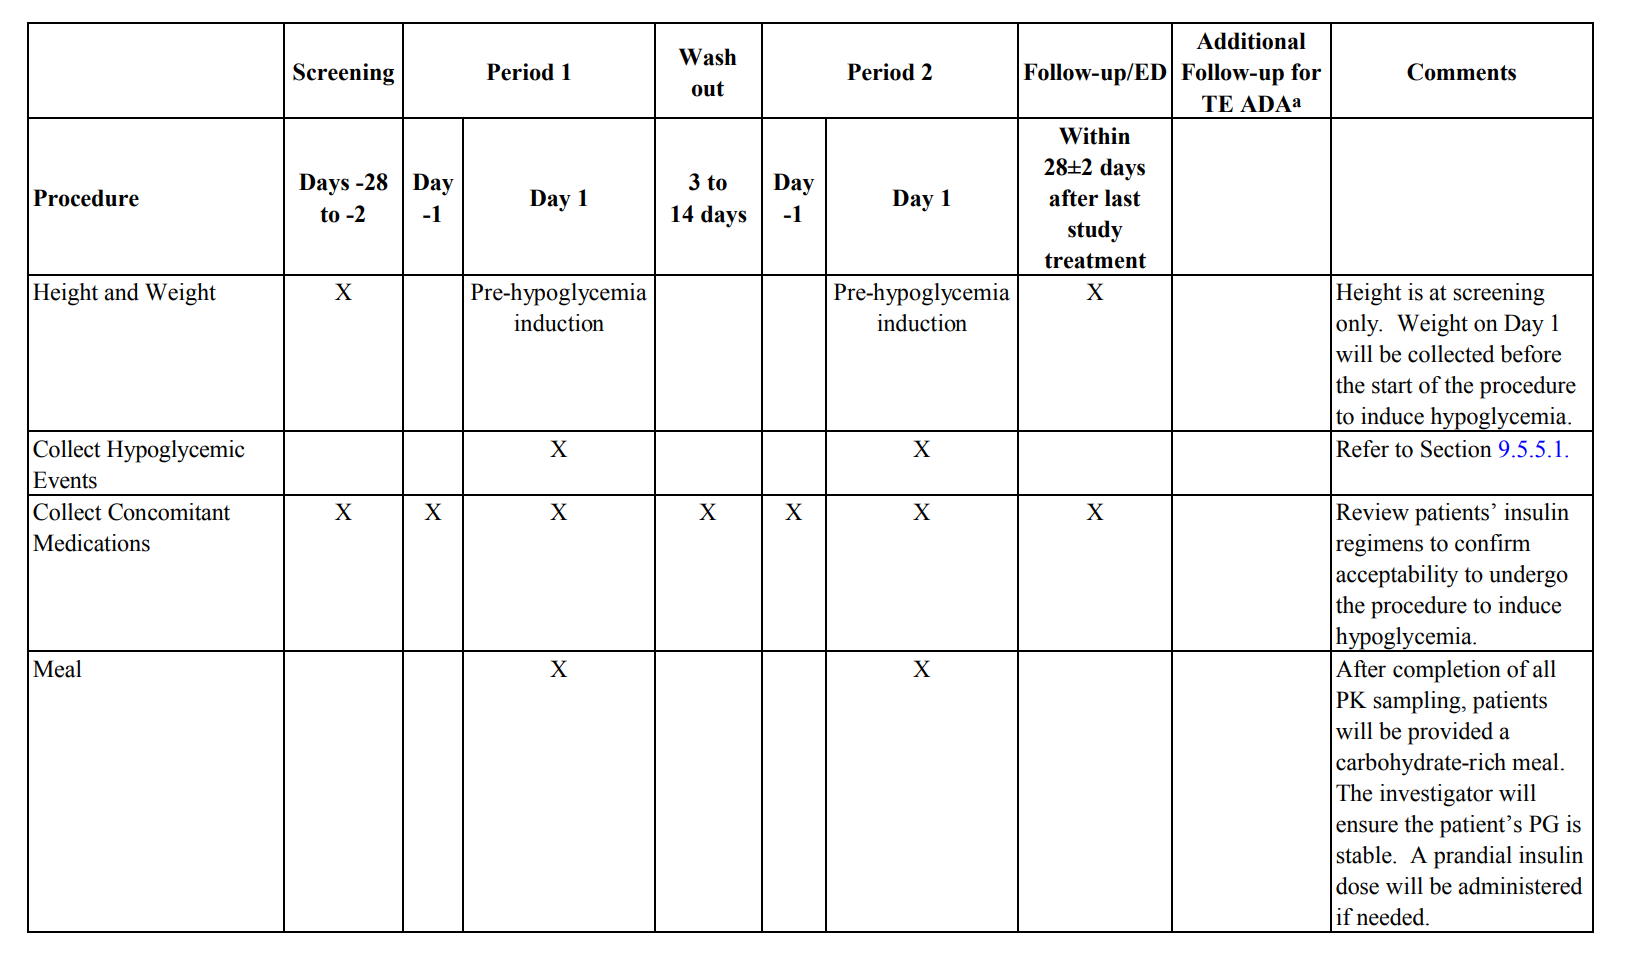 Screening Period 1 Wash out Period 2 Follow-up/ED Additional Follow-up for TE ADAa Comments
Procedure Days -28 to -2 Day -1 Day 1 3 to 14 days Day -1 Day 1 Within 28±2 days after last study treatment
Height and Weight X Pre-hypoglycemia Pre-hypoglycemia X Height is at screening
induction induction only. Weight on Day 1
will be collected before
the start of the procedure
to induce hypoglycemia.
Collect Hypoglycemic X X Refer to Section 9.5.5.1.
Events
Collect Concomitant X X X X X X X Review patients’ insulin
Medications regimens to confirm
acceptability to undergo
the procedure to induce
hypoglycemia.
Meal X X After completion of all
PK sampling, patients
will be provided a
carbohydrate-rich meal.
The investigator will
ensure the patient’s PG is
stable. A prandial insulin
dose will be administered
if needed.